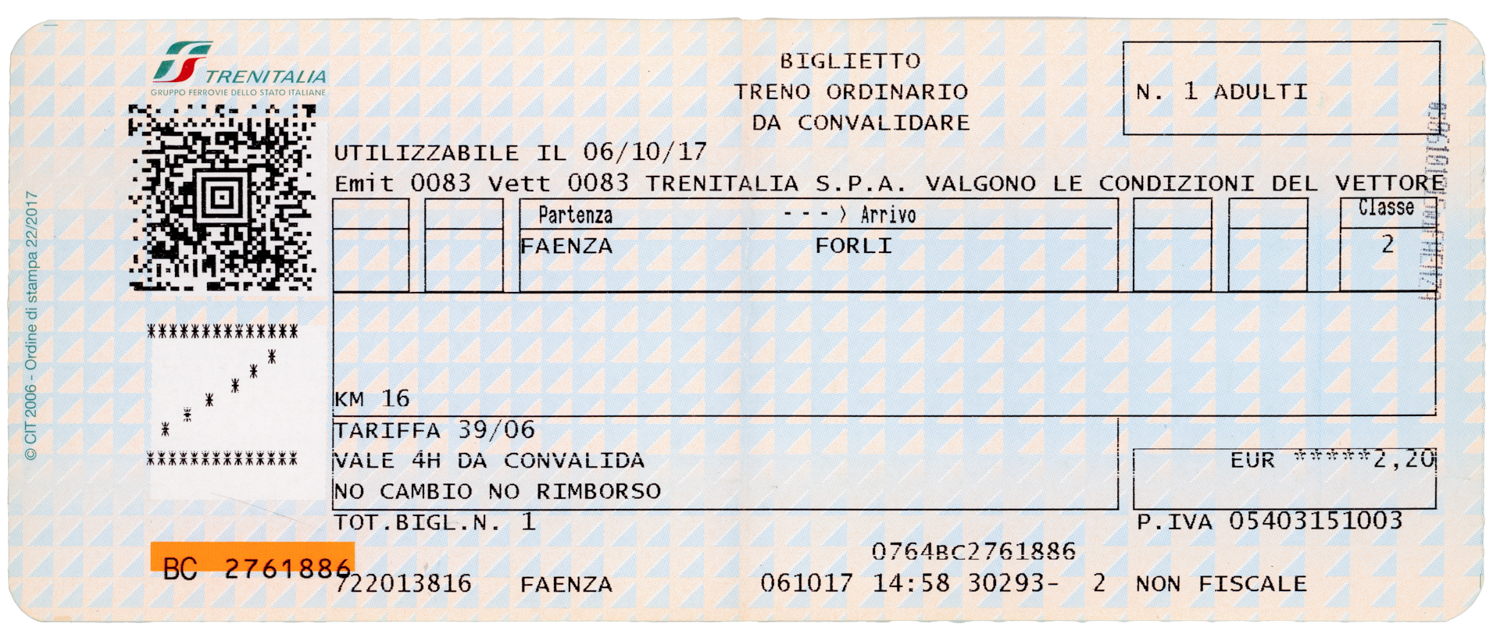 TRENITALIA
GRUPPO FERROVIE DELLO STATO ITALIANE
BIGLIETTO
TRENO ORDINARIO
DA CONVALIDARE
N. 1 ADULTI
UTILIZZABILE IL 06/10/17
Emit 0083 Vett 0083 TRENITALIA S.P.A. VALGONO LE CONDIZIONI DEL VETTORE
Partenza ---> Arrivo Classe
FAENZA FORLI 2
© CIT 2006 - Ordine di stampa 22/2017
**************
*
*
*
*
*
*
**************
KM 16
TARIFFA 39/06
VALE 4H DA CONVALIDA
EUR *****2,20
NO CAMBIO NO RIMBORSO
TOT.BIGL.N. 1
P.IVA 05403151003
0764BC2761886
BC 2761886
722013816 FAENZA 061017 14:58 30293- 2 NON FISCALE